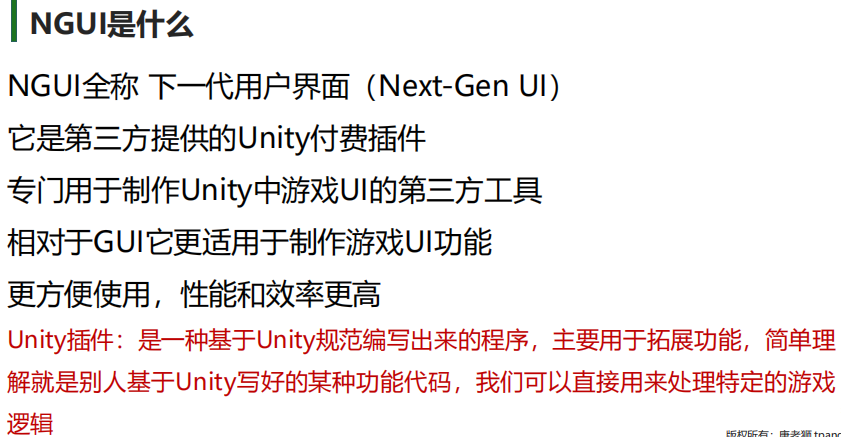 NGUI是什么
NGUI全称 下一代用户界面（Next-Gen UI）
它是第三方提供的Unity付费插件
专门用于制作Unity中游戏UI的第三方工具
相对于GUI它更适用于制作游戏UI功能
更方便使用，性能和效率更高
Unity插件：是一种基于Unity规范编写出来的程序，主要用于拓展功能，简单理
解就是别人基于Unity写好的某种功能代码，我们可以直接用来处理特定的游戏
逻辑
版权所有：唐老狮